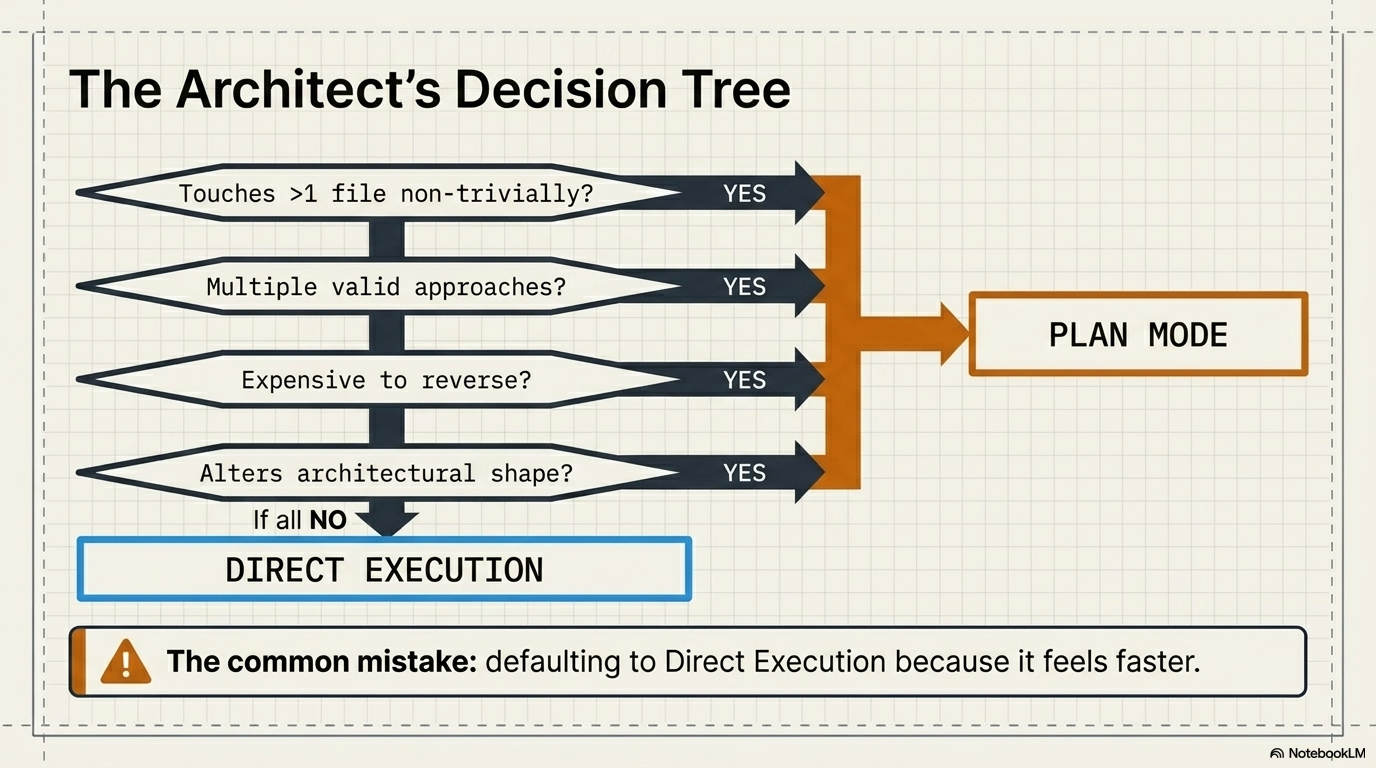 The Architect’s Decision Tree
Touches >1 file non-trivially?
YES
Multiple valid approaches?
YES
Expensive to reverse?
YES
Alters architectural shape?
YES
PLAN MODE
If all NO
DIRECT EXECUTION
The common mistake: defaulting to Direct Execution because it feels faster.
NotebookLM